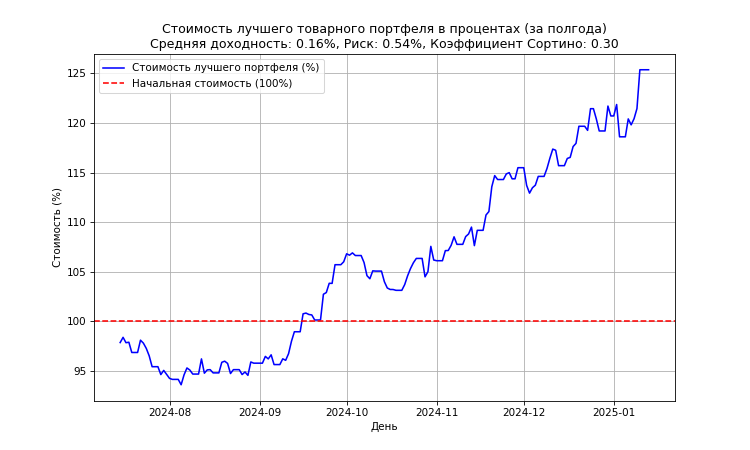 Стоимость лучшего товарного портфеля в процентах (за полгода)
Средняя доходность: 0.16%, Риск: 0.54%, Коэффициент Сортино: 0.30
Стоимость лучшего портфеля (%)
Начальная стоимость (100%)
Стоимость (%)
125
120
115
110
105
100
95
2024-08
2024-09
2024-10
2024-11
2024-12
2025-01
День